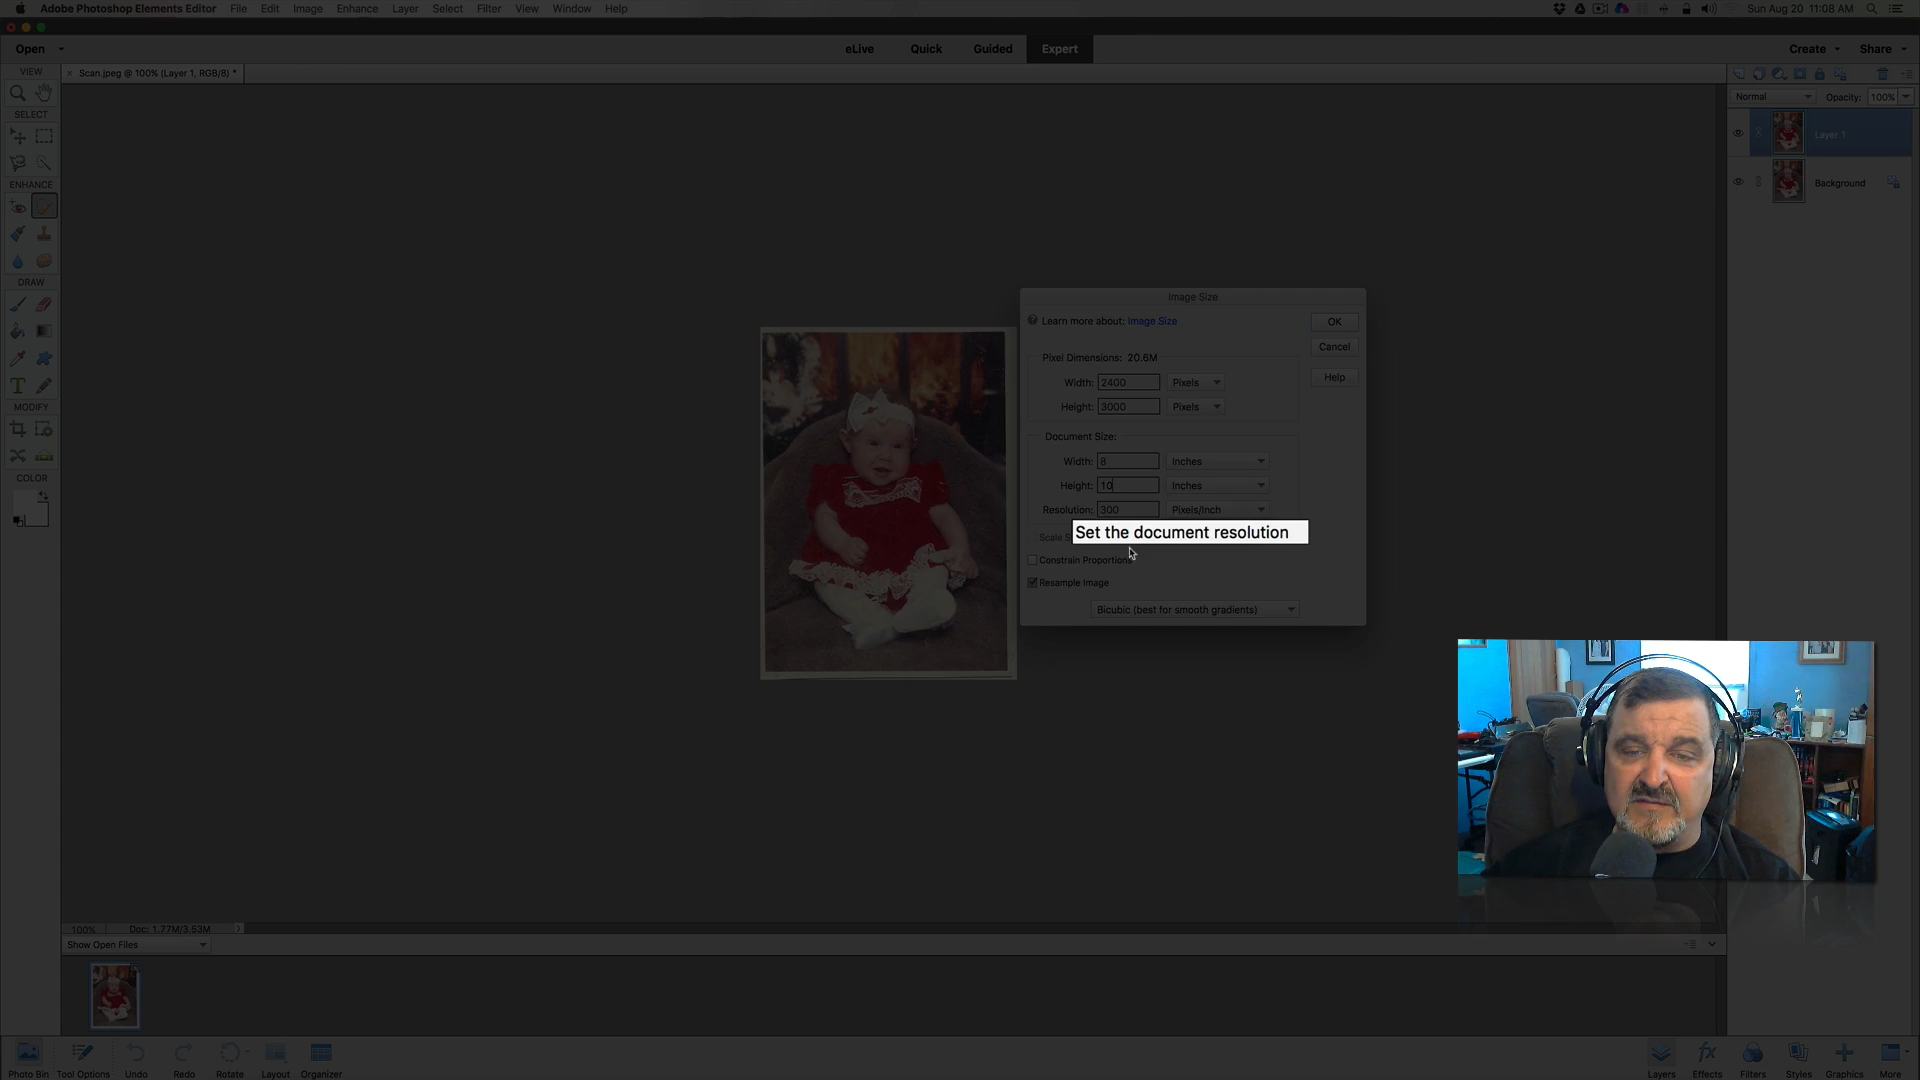 Adobe Photoshop Elements Editor File Edit Image Enhance Layer Select Filter View Window Help Sun Aug 20 11:08 AM
Open eLive Quick Guided Expert Create Share
VIEW
Scan.jpeg @ 100% (Layer 1, RGB/8) *
Normal Opacity: 100%
SELECT
Layer 1
ENHANCE
Background
DRAW
MODIFY
COLOR
Image Size
Learn more about: Image Size
OK
Cancel
Pixel Dimensions: 20.6M
Help
Width: 2400 Pixels
Height: 3000 Pixels
Document Size:
Width: 8 Inches
Height: 10 Inches
Resolution: 300 Pixels/Inch
Set the document resolution
Constrain Proportions
Resample Image
Bicubic (best for smooth gradients)
100% Doc: 1.77M/3.53M
Show Open Files
Photo Bin Tool Options Undo Redo Rotate Layout Organizer Layers Effects Filters Styles Graphics More